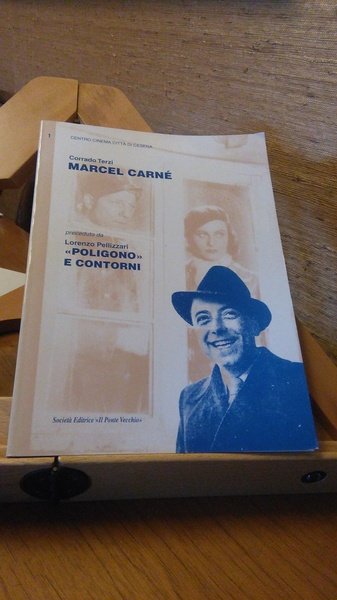 1
CENTRO CINEMA CITTÀ DI CESENA
Corrado Terzi
MARCEL CARNÉ
preceduto da
Lorenzo Pellizzari
«POLIGONO»
E CONTORNI
Società Editrice «Il Ponte Vecchio»